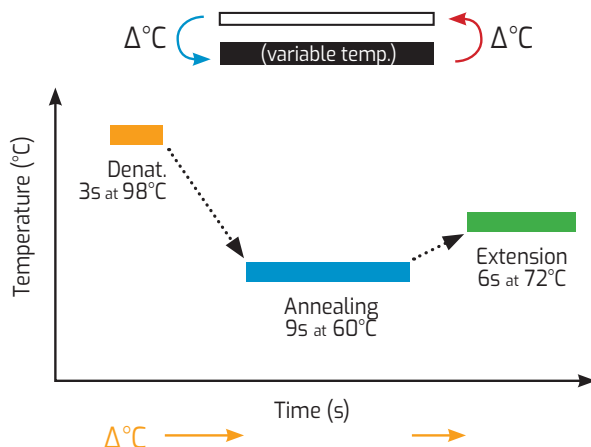 Δ°C
(variable temp.)
Δ°C
Temperature (°C)
Denat.
3s at 98°C
Annealing
9s at 60°C
Extension
6s at 72°C
Time (s)
Δ°C